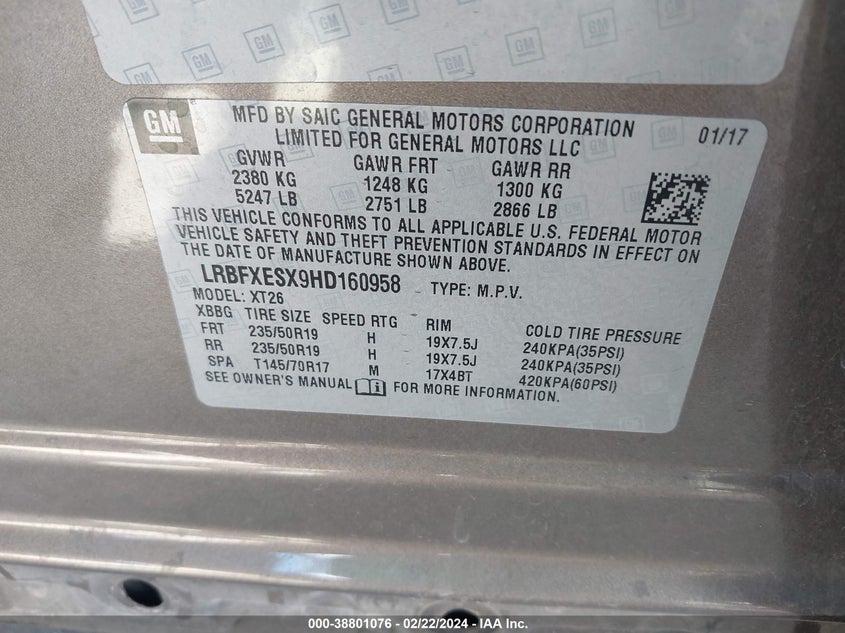 GM
MFD BY SAIC GENERAL MOTORS CORPORATION
LIMITED FOR GENERAL MOTORS LLC
01/17
GVWR GAWR FRT GAWR RR
2380 KG 1248 KG 1300 KG
5247 LB 2751 LB 2866 LB
THIS VEHICLE CONFORMS TO ALL APPLICABLE U.S. FEDERAL MOTOR
VEHICLE SAFETY AND THEFT PREVENTION STANDARDS IN EFFECT ON
THE DATE OF MANUFACTURE SHOWN ABOVE.
LRBFXESX9HD160958 TYPE: M.P.V.
MODEL: XT26
XBBG TIRE SIZE SPEED RTG RIM COLD TIRE PRESSURE
FRT 235/50R19 H 19X7.5J 240KPA(35PSI)
RR 235/50R19 H 19X7.5J 240KPA(35PSI)
SPA T145/70R17 M 17X4BT 420KPA(60PSI)
SEE OWNER'S MANUAL FOR MORE INFORMATION.
000-38801076 - 02/22/2024 - IAA Inc.